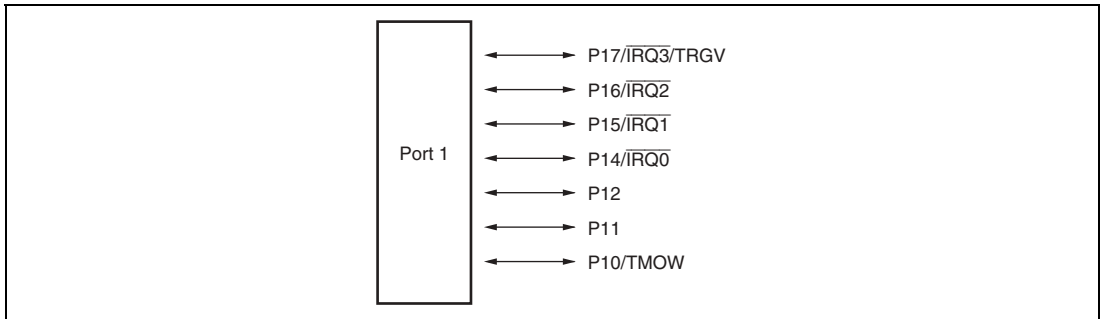 Port 1
P17/IRQ3/TRGV
P16/IRQ2
P15/IRQ1
P14/IRQ0
P12
P11
P10/TMOW